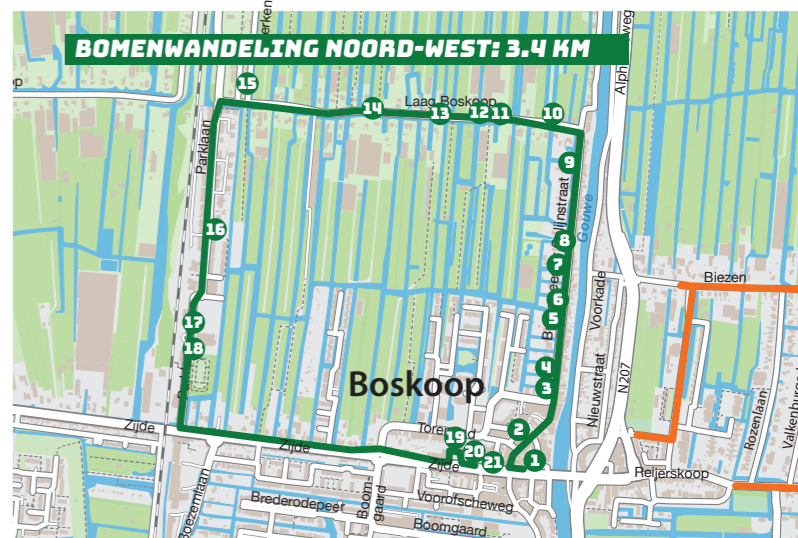 BOMENWANDELING NOORD-WEST: 3.4 KM
15
14
Laag Boskoop
13
12
11
10
9
Parklaan
Gouwe
16
8
7
6
5
Biezen
Voorkade
17
18
4
3
Boskoop
Nieuwstraat
N207
Rozenlaan
Zijde
Zijde
2
19
20
21
1
Zijde
Reijerskoop
Brederodepeer
Boom-
gaard
Voorofscheweg
Boomgaard